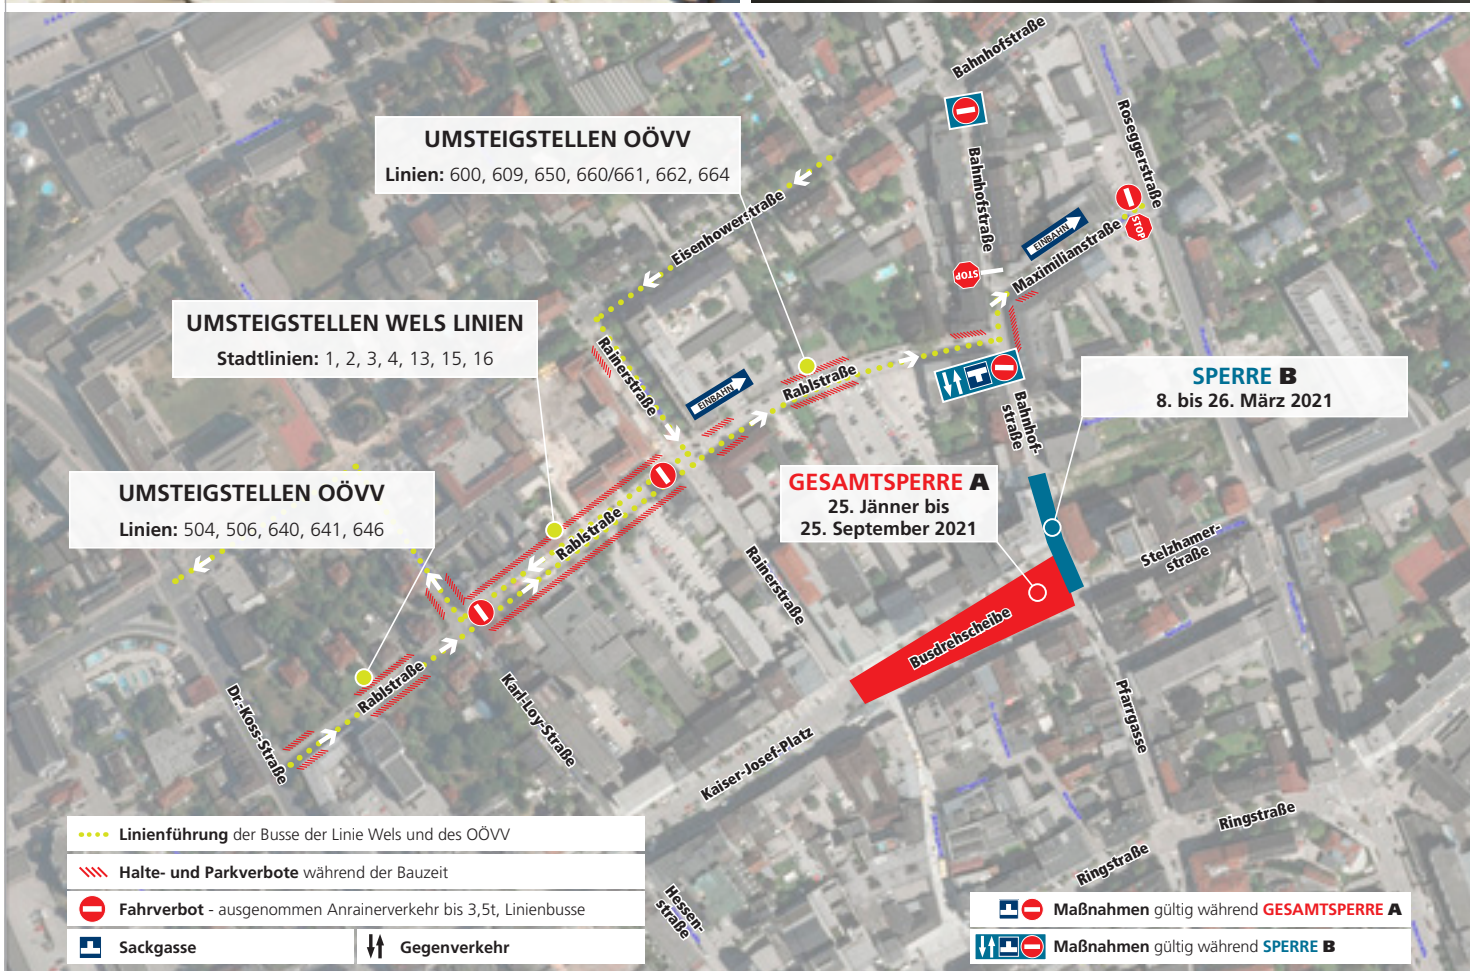 Bahnhofstraße
Roseggerstraße
UMSTEIGSTELLEN OÖVV
Linien: 600, 609, 650, 660/661, 662, 664
Bahnhofstraße
Eisenhowerstraße
EINBAHN
STOP
Maximilianstraße
STOP
UMSTEIGSTELLEN WELS LINIEN
Stadtlinien: 1, 2, 3, 4, 13, 15, 16
Rainerstraße
EINBAHN
Rablstraße
SPERRE B
8. bis 26. März 2021
Bahnhof-
straße
UMSTEIGSTELLEN OÖVV
Linien: 504, 506, 640, 641, 646
GESAMTSPERRE A
25. Jänner bis
25. September 2021
Rablstraße
Stelzhamer-
straße
Rainerstraße
Busdrehscheibe
Rablstraße
Dr.-Koss-Straße
Karl-Loy-Straße
Pfarrgasse
Kaiser-Josef-Platz
Ringstraße
Ringstraße
Hessen-
straße
Linienführung der Busse der Linie Wels und des OÖVV
Halte- und Parkverbote während der Bauzeit
Fahrverbot - ausgenommen Anrainerverkehr bis 3,5t, Linienbusse
Sackgasse
Gegenverkehr
Maßnahmen gültig während GESAMTSPERRE A
Maßnahmen gültig während SPERRE B